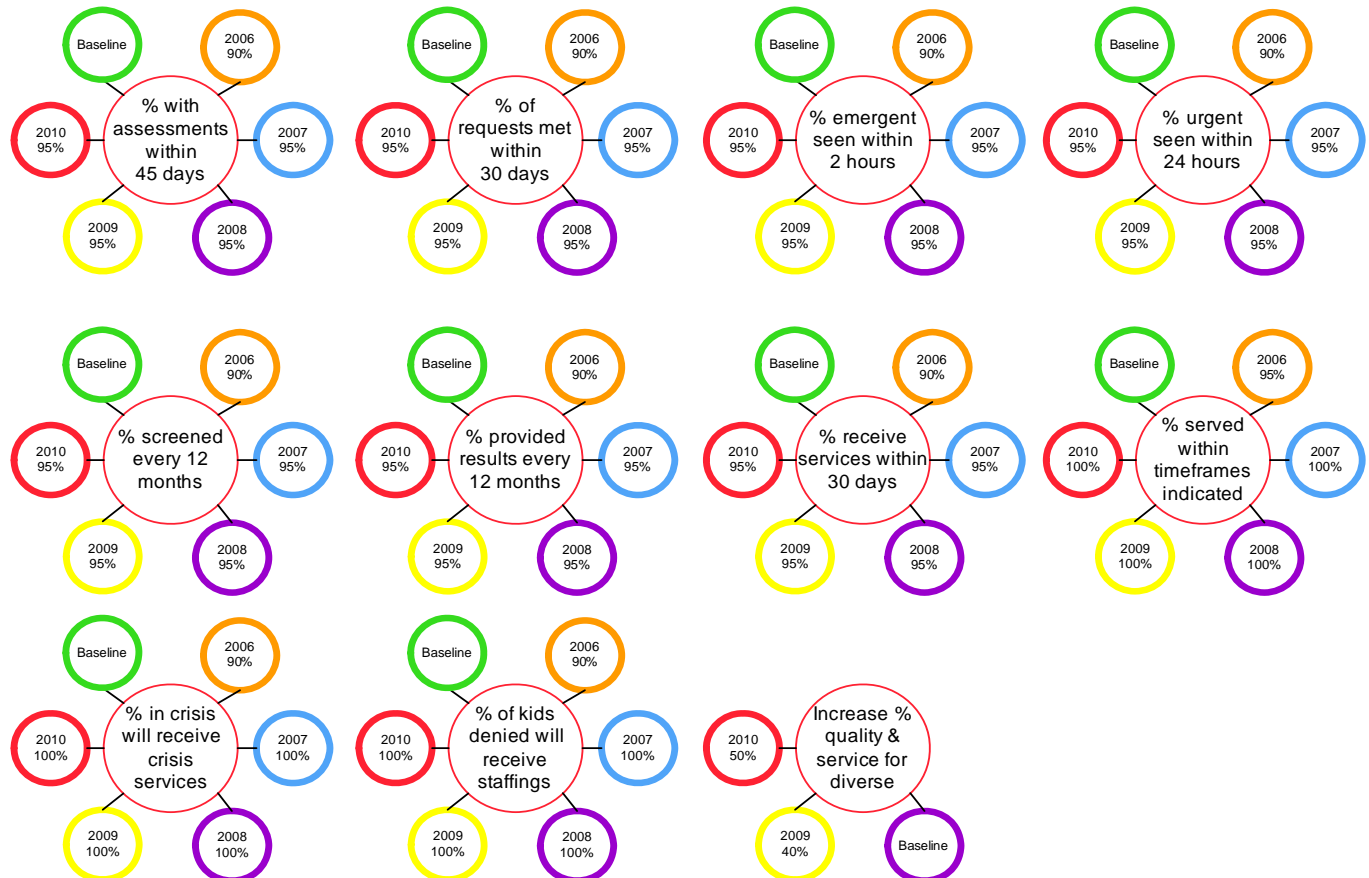 Baseline
2006
90%
% with
assessments
within
45 days
2010
95%
2007
95%
2009
95%
2008
95%
Baseline
2006
90%
% of
requests met
within
30 days
2010
95%
2007
95%
2009
95%
2008
95%
Baseline
2006
90%
% emergent
seen within
2 hours
2010
95%
2007
95%
2009
95%
2008
95%
Baseline
2006
90%
% urgent
seen within
24 hours
2010
95%
2007
95%
2009
95%
2008
95%
Baseline
2006
90%
% screened
every 12
months
2010
95%
2007
95%
2009
95%
2008
95%
Baseline
2006
90%
% provided
results every
12 months
2010
95%
2007
95%
2009
95%
2008
95%
Baseline
2006
90%
% receive
services within
30 days
2010
95%
2007
95%
2009
95%
2008
95%
Baseline
2006
95%
% served
within
timeframes
indicated
2010
100%
2007
100%
2009
100%
2008
100%
Baseline
2006
90%
% in crisis
will receive
crisis
services
2010
100%
2007
100%
2009
100%
2008
100%
Baseline
2006
90%
% of kids
denied will
receive
staffings
2010
100%
2007
100%
2009
100%
2008
100%
Increase %
quality &
service for
diverse
2010
50%
2009
40%
Baseline